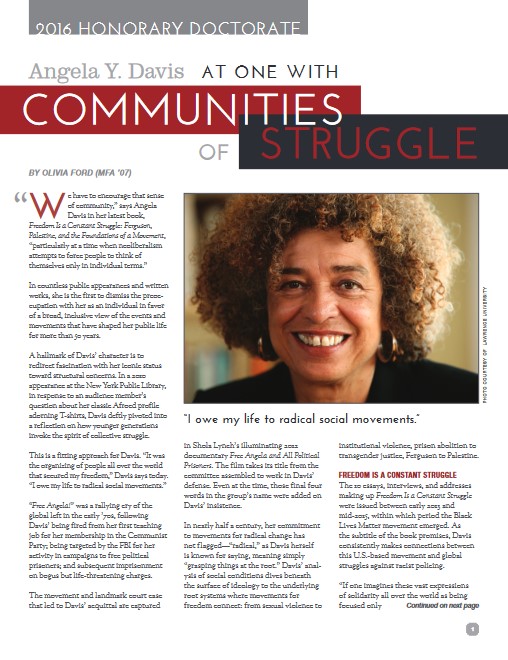 2016 HONORARY DOCTORATE
Angela Y. Davis AT ONE WITH
COMMUNITIES
OF STRUGGLE
BY OLIVIA FORD (MFA '07)
"We have to encourage that sense
of community," says Angela
Davis in her latest book,
Freedom Is a Constant Struggle: Ferguson,
Palestine, and the Foundations of a Movement,
"particularly at a time when neoliberalism
attempts to force people to think of
themselves only in individual terms."
In countless public appearances and written
works, she is the first to dismiss the preoc-
cupation with her as an individual in favor
of a broad, inclusive view of the events and
movements that have shaped her public life
for more than 50 years.
A hallmark of Davis' character is to
redirect fascination with her iconic status
toward structural concerns. In a 2010
appearance at the New York Public Library,
in response to an audience member's
question about her classic Afroed profile
adorning T-shirts, Davis deftly pivoted into
a reflection on how younger generations
invoke the spirit of collective struggle.
This is a fitting approach for Davis. "It was
the organizing of people all over the world
that secured my freedom," Davis says today.
"I owe my life to radical social movements."
"Free Angela!" was a rallying cry of the
global left in the early '70s, following
Davis' being fired from her first teaching
job for her membership in the Communist
Party; being targeted by the FBI for her
activity in campaigns to free political
prisoners; and subsequent imprisonment
on bogus but life-threatening charges.
The movement and landmark court case
that led to Davis' acquittal are captured
PHOTO COURTESY OF LAWRENCE UNIVERSITY
"I owe my life to radical social movements."
in Shola Lynch's illuminating 2012
documentary Free Angela and All Political
Prisoners. The film takes its title from the
committee assembled to work in Davis'
defense. Even at the time, those final four
words in the group's name were added on
Davis' insistence.
In nearly half a century, her commitment
to movements for radical change has
not flagged—"radical," as Davis herself
is known for saying, meaning simply
"grasping things at the root." Davis' anal-
ysis of social conditions dives beneath
the surface of ideology to the underlying
root systems where movements for
freedom connect: from sexual violence to
institutional violence, prison abolition to
transgender justice, Ferguson to Palestine.
FREEDOM IS A CONSTANT STRUGGLE
The 10 essays, interviews, and addresses
making up Freedom Is a Constant Struggle
were issued between early 2013 and
mid-2015, within which period the Black
Lives Matter movement emerged. As
the subtitle of the book promises, Davis
consistently makes connections between
this U.S.-based movement and global
struggles against racist policing.
"If one imagines these vast expressions
of solidarity all over the world as being
focused only Continued on next page
1